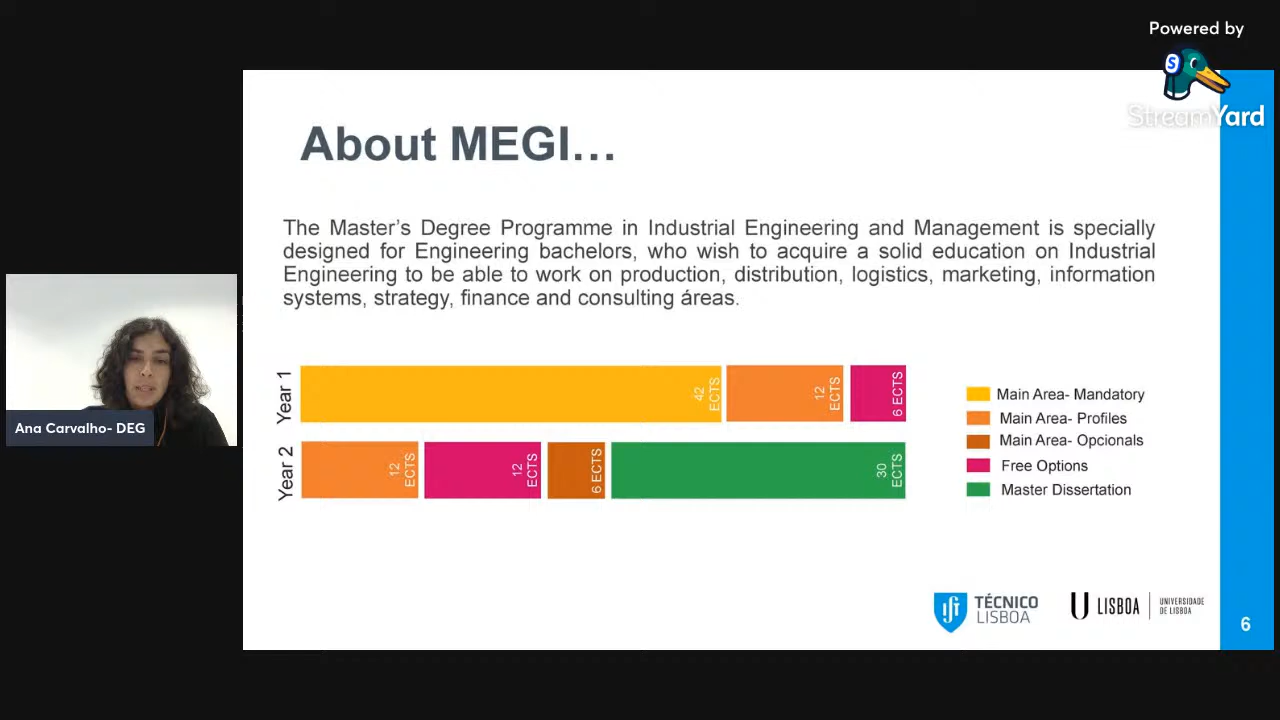 Powered by
StreamYard
About MEGI...
The Master's Degree Programme in Industrial Engineering and Management is specially
designed for Engineering bachelors, who wish to acquire a solid education on Industrial
Engineering to be able to work on production, distribution, logistics, marketing, information
systems, strategy, finance and consulting áreas.
Year 1
42
ECTS
12
ECTS
6 ECTS
Year 2
12
ECTS
12
ECTS
6 ECTS
30
ECTS
Main Area- Mandatory
Main Area- Profiles
Main Area- Opcionals
Free Options
Master Dissertation
Ana Carvalho- DEG
TÉCNICO
LISBOA
U LISBOA
UNIVERSIDADE
DE LISBOA
6